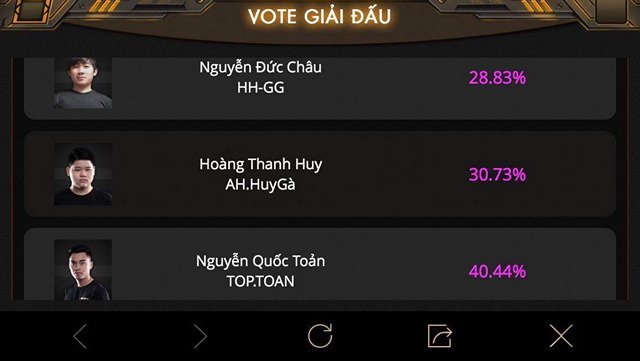 VOTE GIẢI ĐẤU
Nguyễn Đức Châu
HH-GG
28.83%
Hoàng Thanh Huy
AH.HuyGà
30.73%
Nguyễn Quốc Toản
TOP.TOAN
40.44%